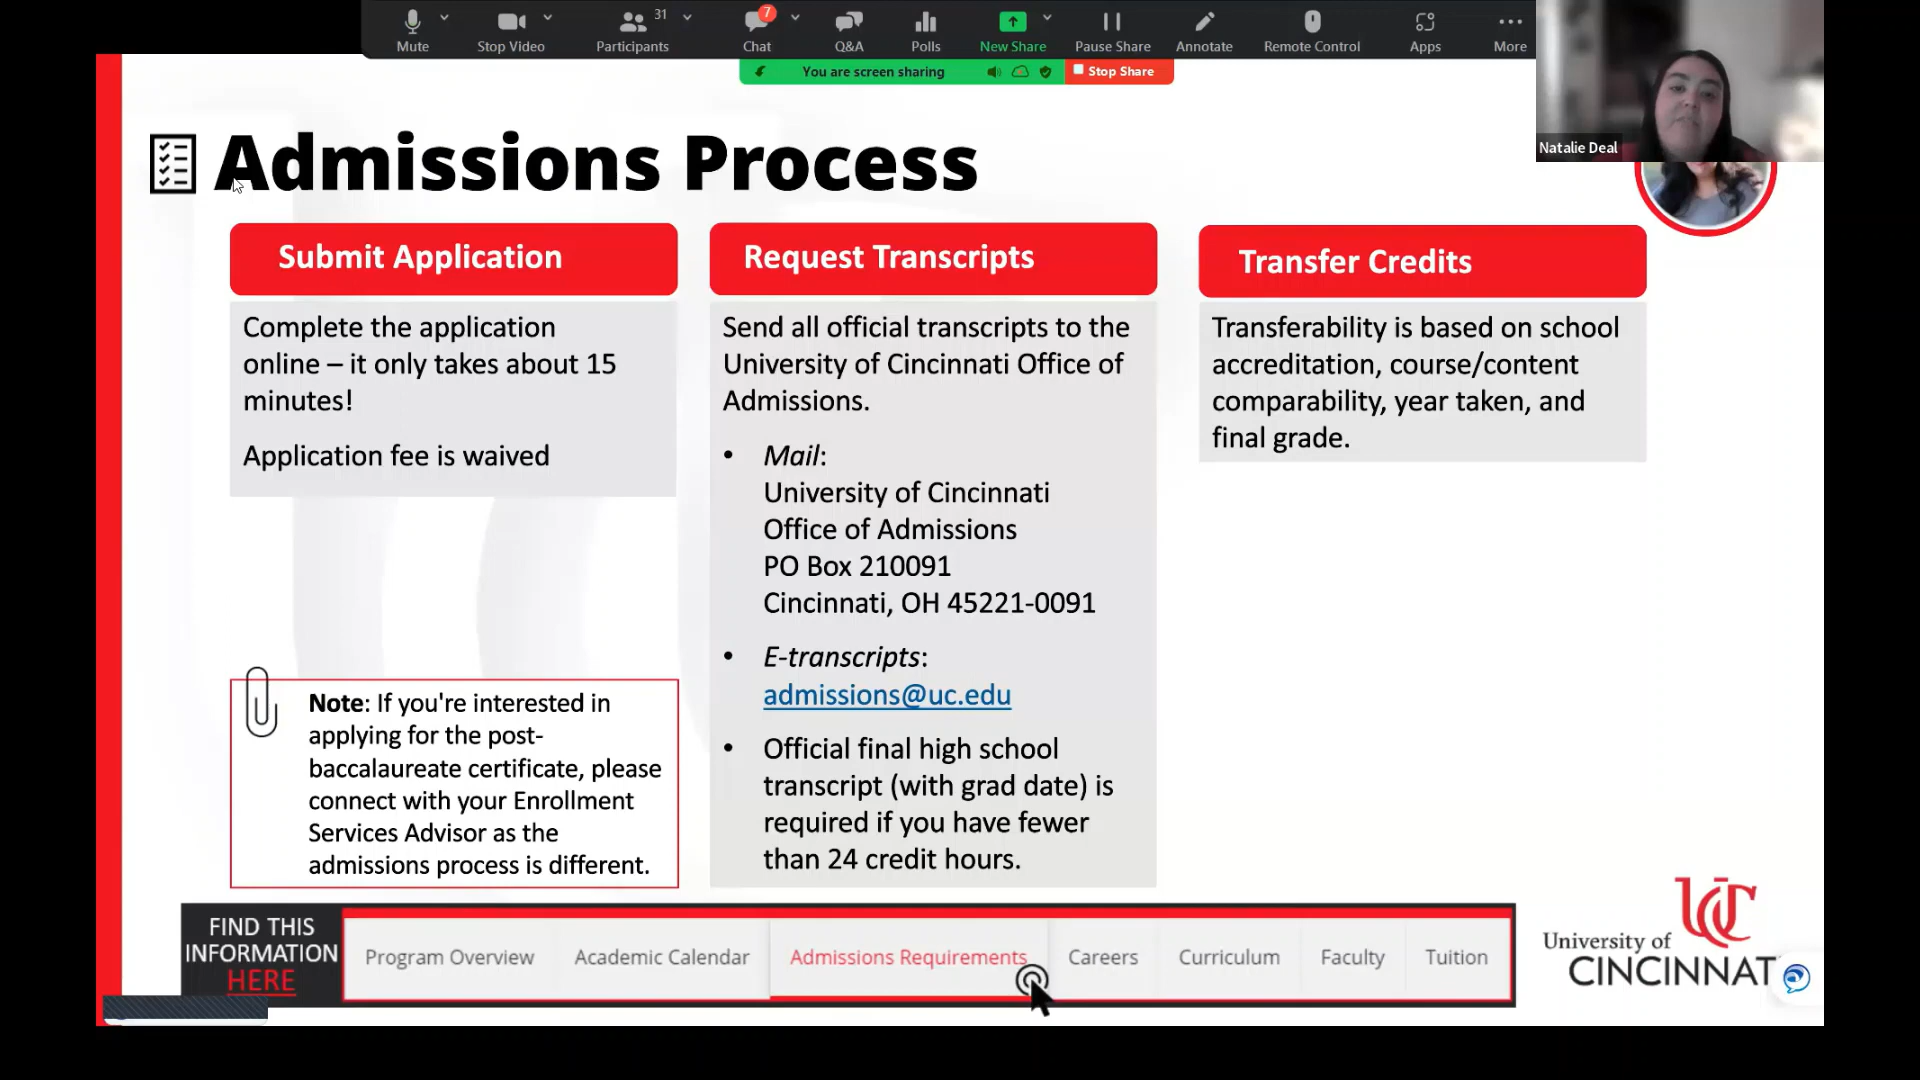 Mute
Stop Video
Participants
31
Chat
7
Q&A
Polls
New Share
Pause Share
Annotate
Remote Control
Apps
More
You are screen sharing
Stop Share
Natalie Deal
Admissions Process
Submit Application
Complete the application
online – it only takes about 15
minutes!
Application fee is waived
Note: If you're interested in
applying for the post-
baccalaureate certificate, please
connect with your Enrollment
Services Advisor as the
admissions process is different.
Request Transcripts
Send all official transcripts to the
University of Cincinnati Office of
Admissions.
• Mail:
University of Cincinnati
Office of Admissions
PO Box 210091
Cincinnati, OH 45221-0091
• E-transcripts:
admissions@uc.edu
• Official final high school
transcript (with grad date) is
required if you have fewer
than 24 credit hours.
Transfer Credits
Transferability is based on school
accreditation, course/content
comparability, year taken, and
final grade.
FIND THIS
INFORMATION
HERE
Program Overview
Academic Calendar
Admissions Requirements
Careers
Curriculum
Faculty
Tuition
UC
University of
CINCINNAT